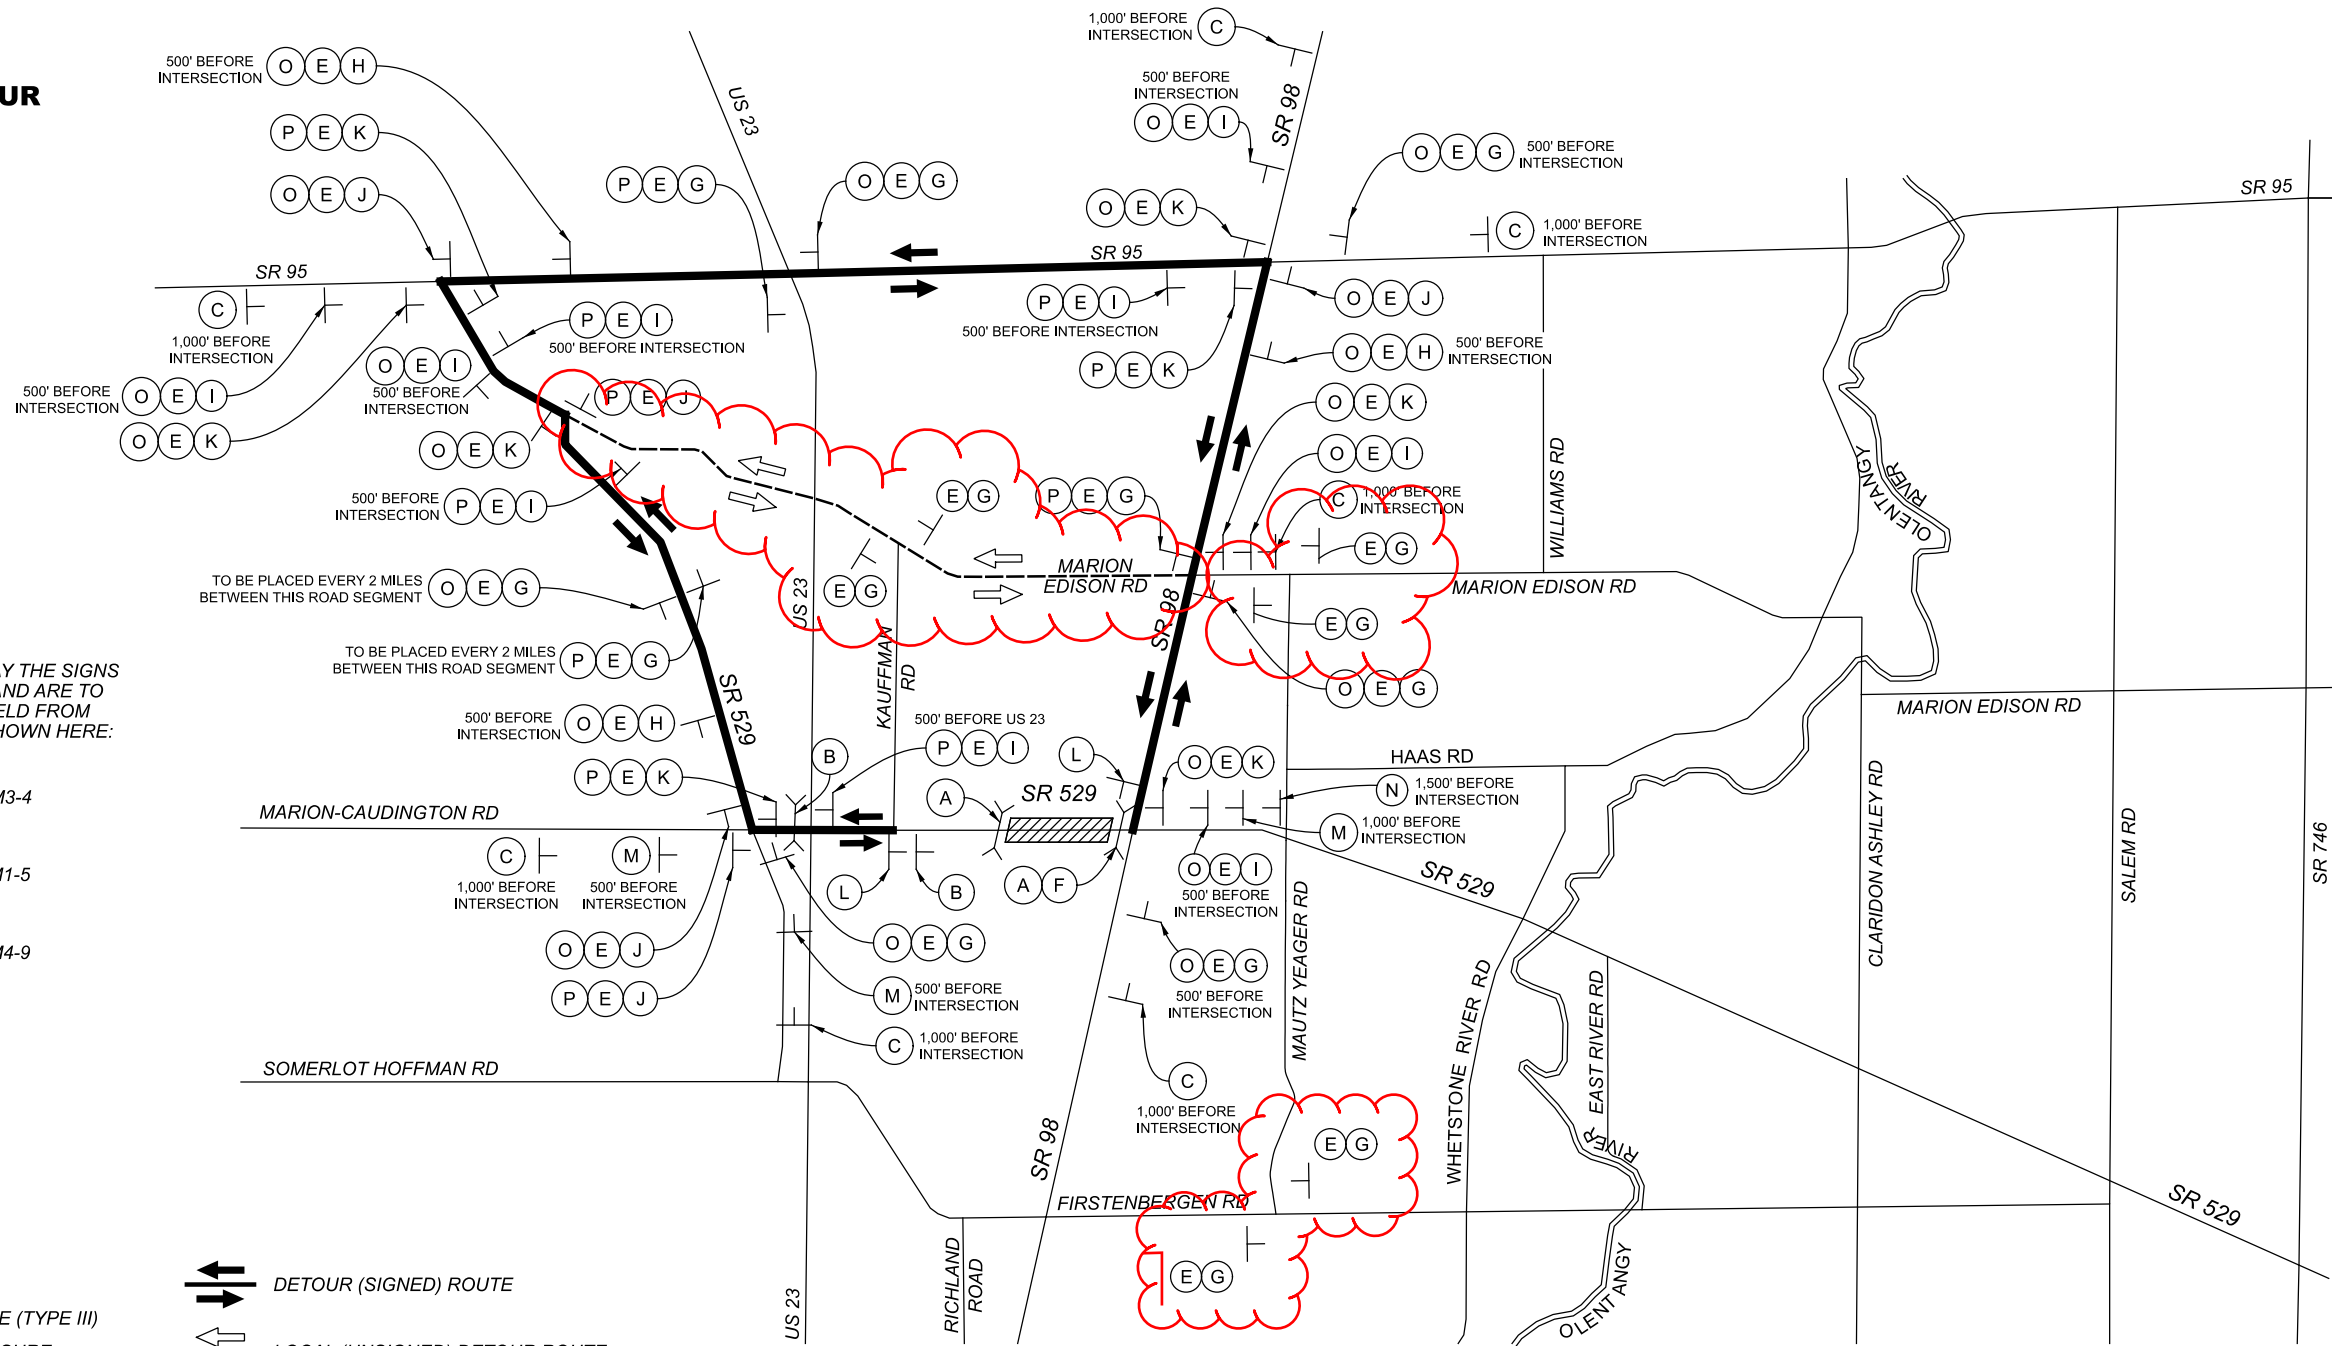 UR
500' BEFORE
INTERSECTION
O E H
P E K
O E J
SR 95
C
1,000' BEFORE
INTERSECTION
500' BEFORE
INTERSECTION
O E I
O E K
US 23
P E G
O E G
1,000' BEFORE
INTERSECTION
C
500' BEFORE
INTERSECTION
O E I
SR 98
O E K
O E G
500' BEFORE
INTERSECTION
C
1,000' BEFORE
INTERSECTION
SR 95
SR 95
P E I
500' BEFORE INTERSECTION
O E I
500' BEFORE
INTERSECTION
P E J
O E K
500' BEFORE
INTERSECTION
P E I
P E I
500' BEFORE INTERSECTION
P E K
O E J
O E H
500' BEFORE
INTERSECTION
O E K
O E I
C
1,000' BEFORE
INTERSECTION
P E G
E G
E G
E G
E G
MARION
EDISON RD
MARION EDISON RD
WILLIAMS RD
OLENTANGY
RIVER
TO BE PLACED EVERY 2 MILES
BETWEEN THIS ROAD SEGMENT
O E G
TO BE PLACED EVERY 2 MILES
BETWEEN THIS ROAD SEGMENT
P E G
US 23
KAUFFMAN
RD
SR 98
O E G
AY THE SIGNS
AND ARE TO
ELD FROM
HOWN HERE:
M3-4
M1-5
M4-9
500' BEFORE
INTERSECTION
O E H
SR 529
P E K
B
500' BEFORE US 23
P E I
L
O E K
HAAS RD
N
1,500' BEFORE
INTERSECTION
M
1,000' BEFORE
INTERSECTION
A
SR 529
MARION-CAUDINGTON RD
C
1,000' BEFORE
INTERSECTION
M
500' BEFORE
INTERSECTION
L
B
A F
O E I
500' BEFORE
INTERSECTION
O E J
P E J
O E G
M
500' BEFORE
INTERSECTION
C
1,000' BEFORE
INTERSECTION
O E G
500' BEFORE
INTERSECTION
C
1,000' BEFORE
INTERSECTION
MAUTZ YEAGER RD
SR 529
WHETSTONE RIVER RD
EAST RIVER RD
MARION EDISON RD
CLARIDON ASHLEY RD
SALEM RD
SR 746
SOMERLOT HOFFMAN RD
SR 98
E G
FIRSTENBERGEN RD
E G
RICHLAND
ROAD
US 23
RIVER
OLENTANGY
SR 529
DETOUR (SIGNED) ROUTE
E (TYPE III)